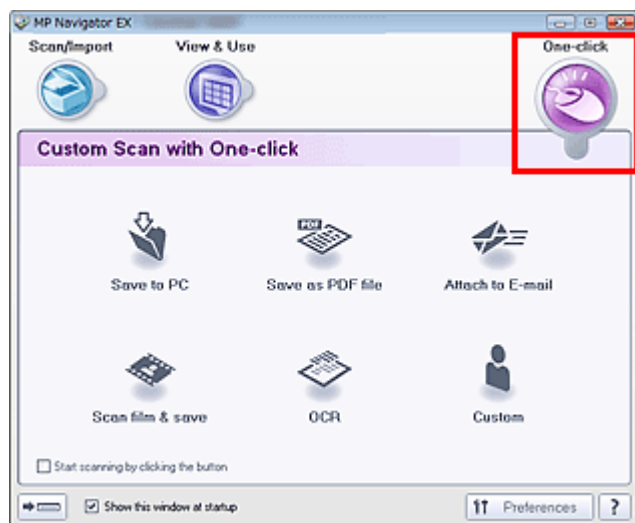 MP Navigator EX
Scan/Import View & Use One-click
Custom Scan with One-click
Save to PC Save as PDF file Attach to E-mail
PDF
Scan film & save OCR Custom
Start scanning by clicking the button
Show this window at startup Preferences ?